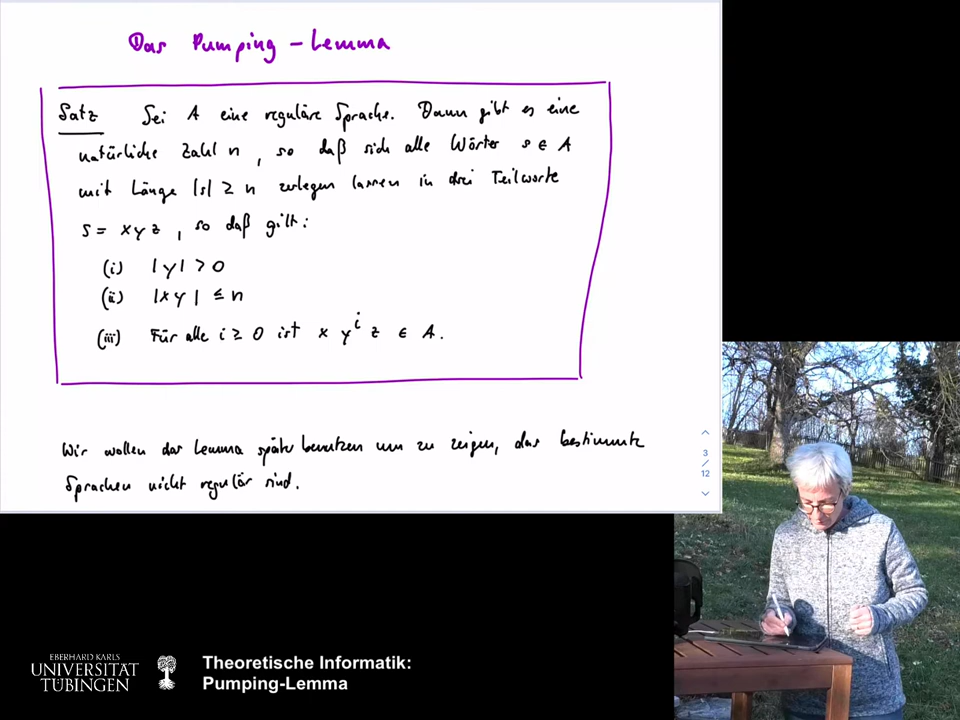 Das Pumping-Lemma
Satz Sei A eine reguläre Sprache. Dann gibt es eine
natürliche Zahl n, so daß sich alle Wörter s ∈ A
mit Länge |s| ≥ n zerlegen lassen in drei Teilworte
s = xyz, so daß gilt:
(i) |y| > 0
(ii) |xy| ≤ n
(iii) Für alle i ≥ 0 ist x yⁱ z ∈ A.
Wir wollen das Lemma später benutzen um zu zeigen, das bestimmte
Sprachen nicht regulär sind.
3
/
12
EBERHARD KARLS
UNIVERSITÄT
TÜBINGEN
Theoretische Informatik:
Pumping-Lemma